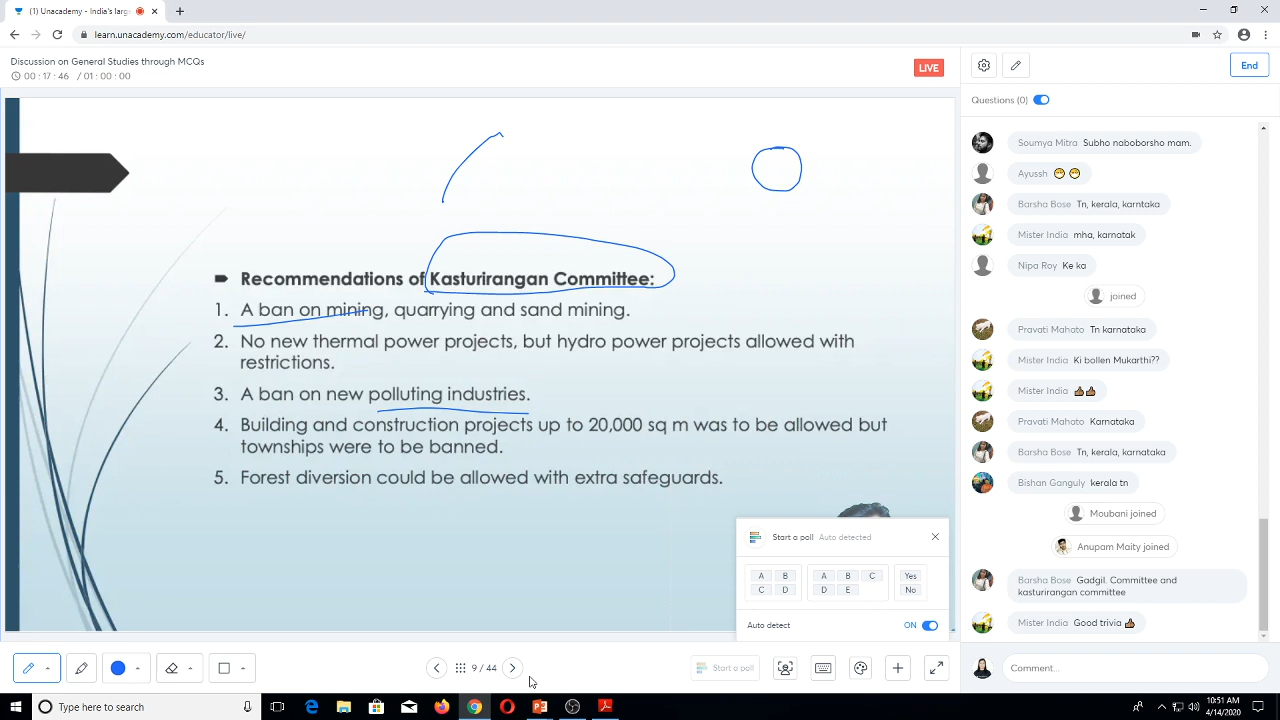 (1) Unacademy - India's larg
learn.unacademy.com/educator/live/
Discussion on General Studies through MCQs
00 : 17 : 46 / 01 : 00 : 00
LIVE
End
Questions (0)
Recommendations of Kasturirangan Committee:
1. A ban on mining, quarrying and sand mining.
2. No new thermal power projects, but hydro power projects allowed with
restrictions.
3. A ban on new polluting industries.
4. Building and construction projects up to 20,000 sq m was to be allowed but
townships were to be banned.
5. Forest diversion could be allowed with extra safeguards.
Soumya Mitra Subho naboborsho mam.
Ayussh
Barsha Bose Tn, kerala, karntaka
Mister India mha, karnatak
Nipa Roy Ke ka
joined
Pravati Mahato Tn karnataka
Mister India Ki bollen Mukarthi??
Mister India
Pravati Mahato Karnataka
Barsha Bose Tn, kerala, karnataka
Bishan Ganguly kerala tn
Moubani joined
Anupam Maity joined
Barsha Bose Gadgil. Committee and
kasturirangan committee
Mister India Good trivia
Start a poll Auto detected
A B A B C Yes
C D D E No
Auto detect ON
9 / 44
Start a poll
Comment...
Type here to search
10:51 AM
4/14/2020